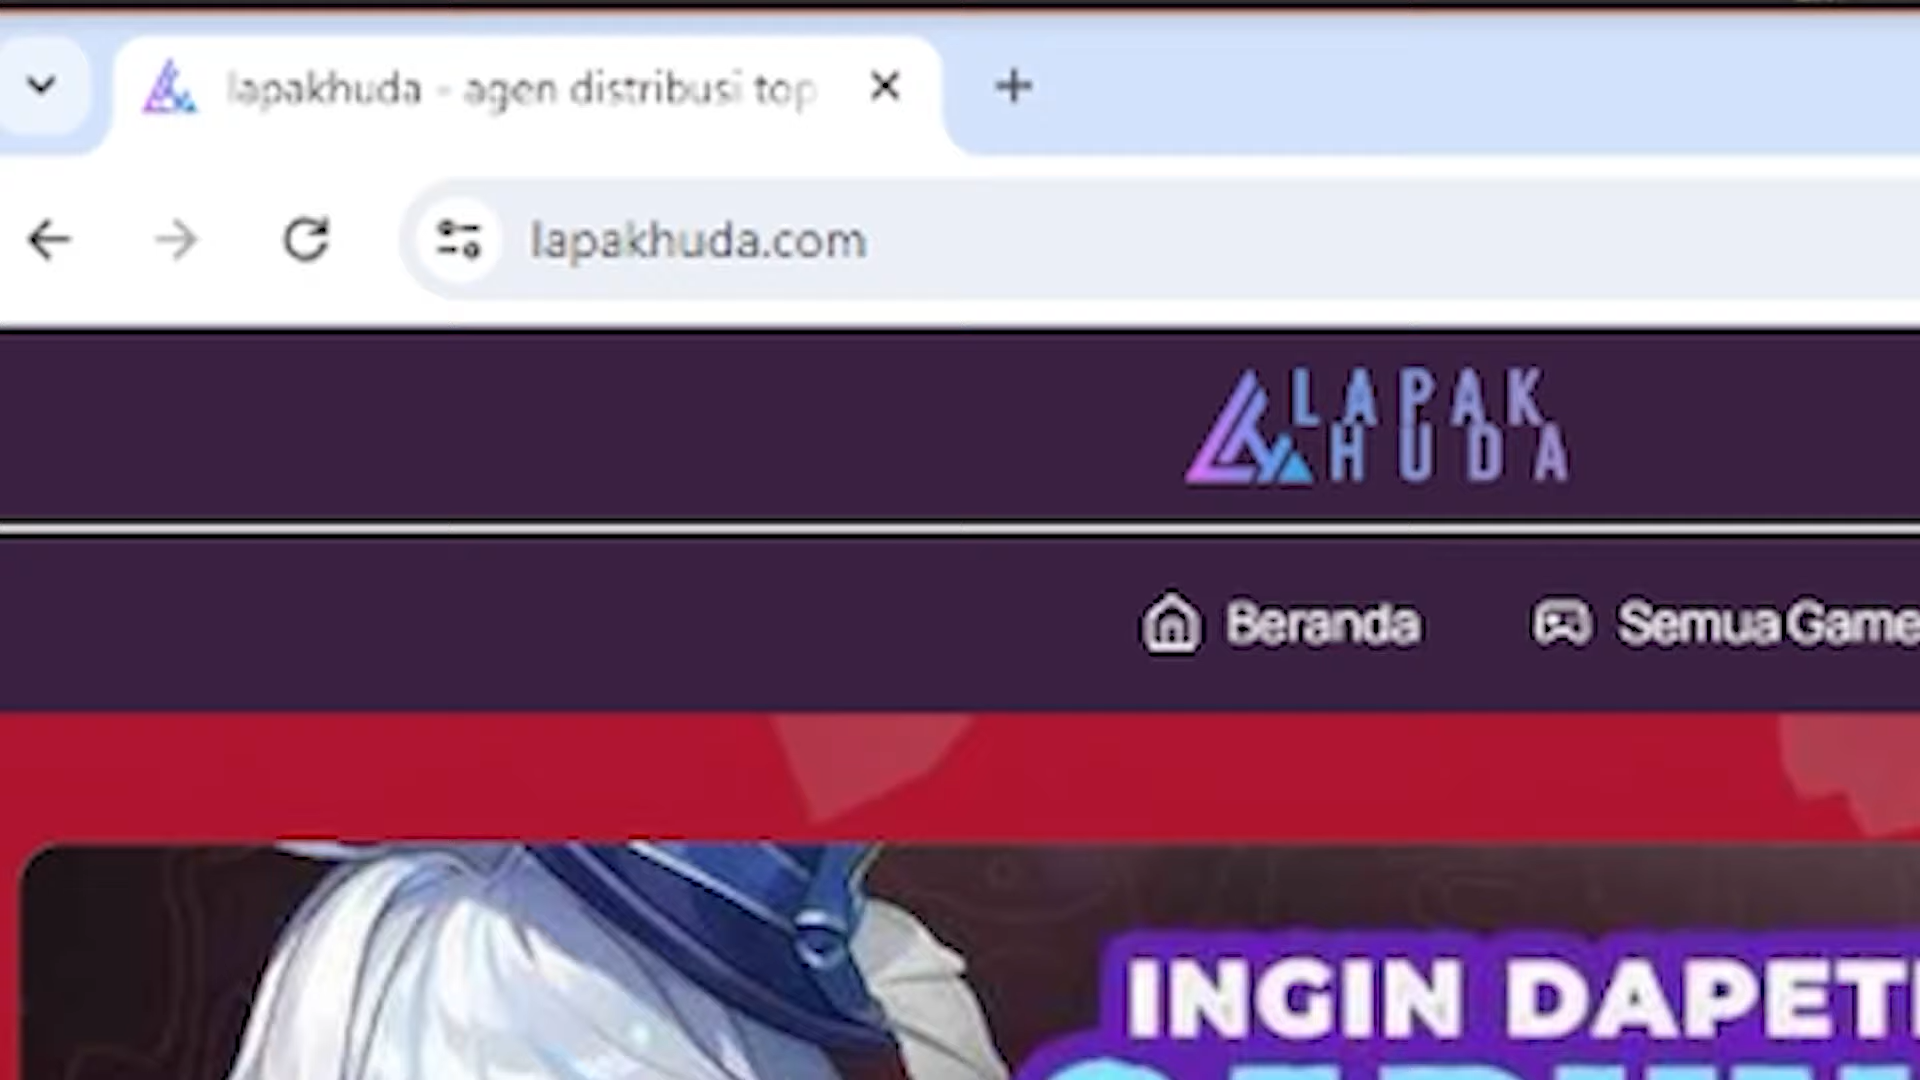 lapakhuda - agen distribusi top
lapakhuda.com
LAPAK
HUDA
Beranda
Semua Game
INGIN DAPET